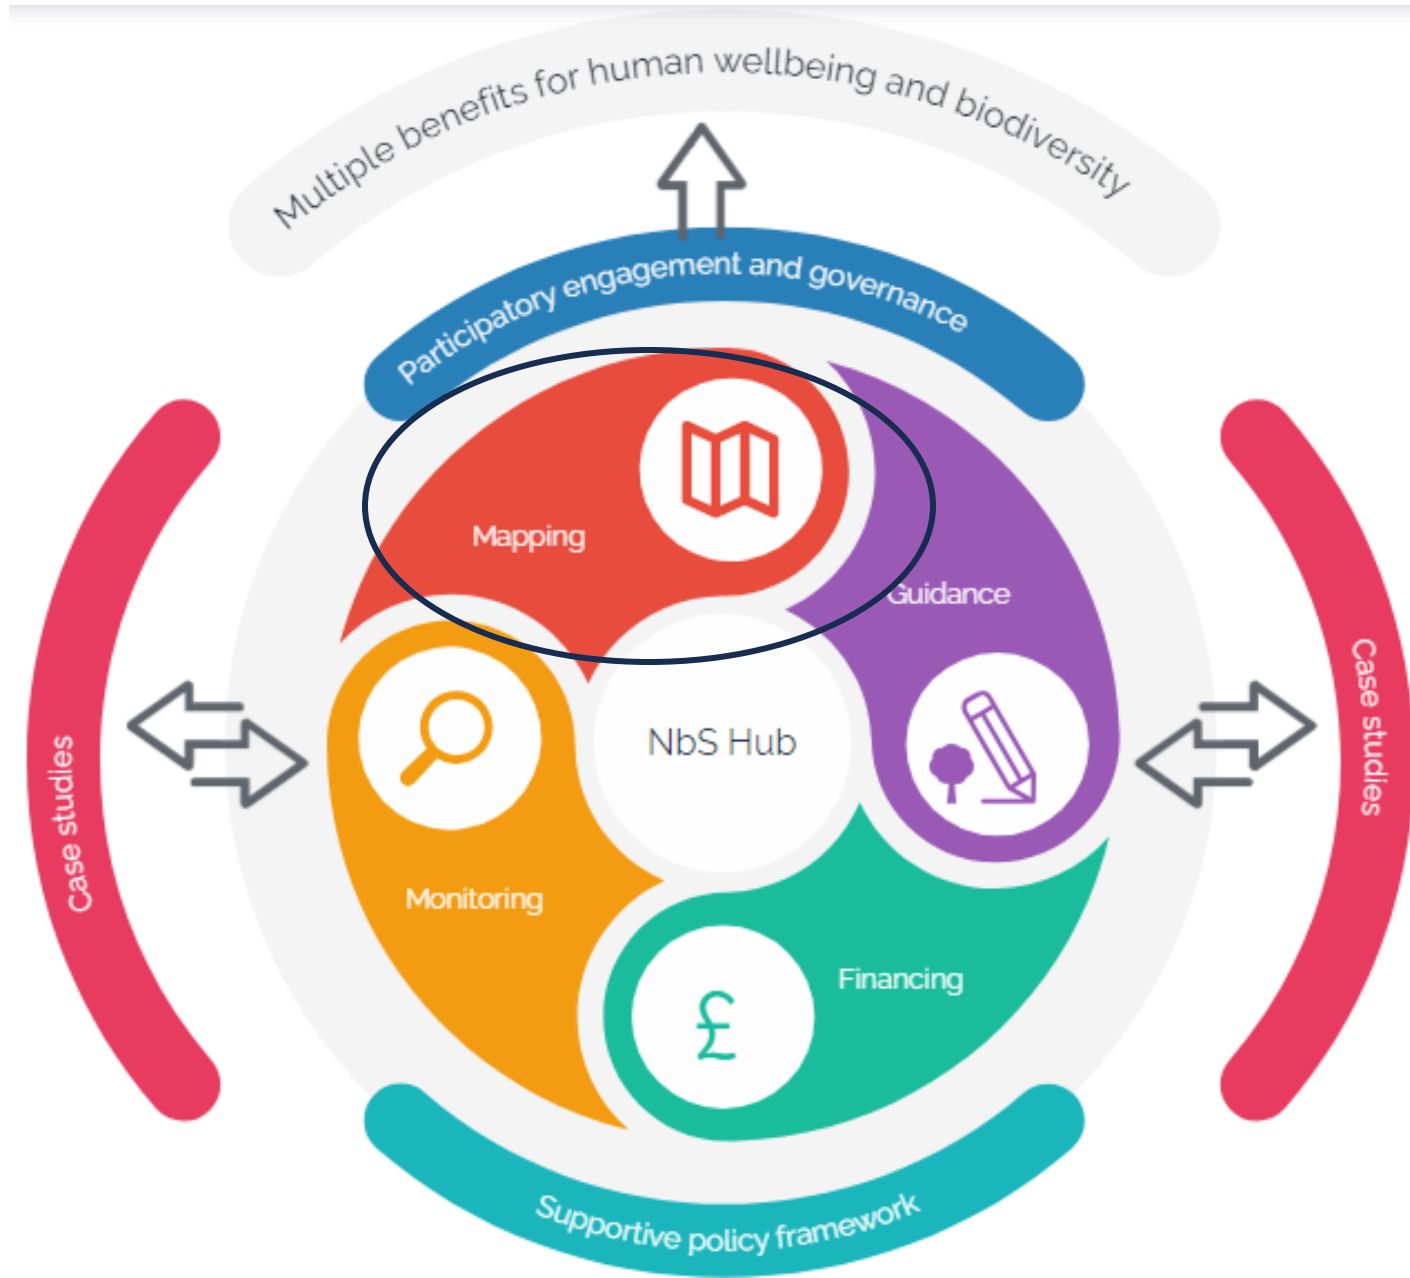 Multiple benefits for human wellbeing and biodiversity
Participatory engagement and governance
Mapping
Guidance
Case studies
NbS Hub
Case studies
Monitoring
Financing
£
Supportive policy framework